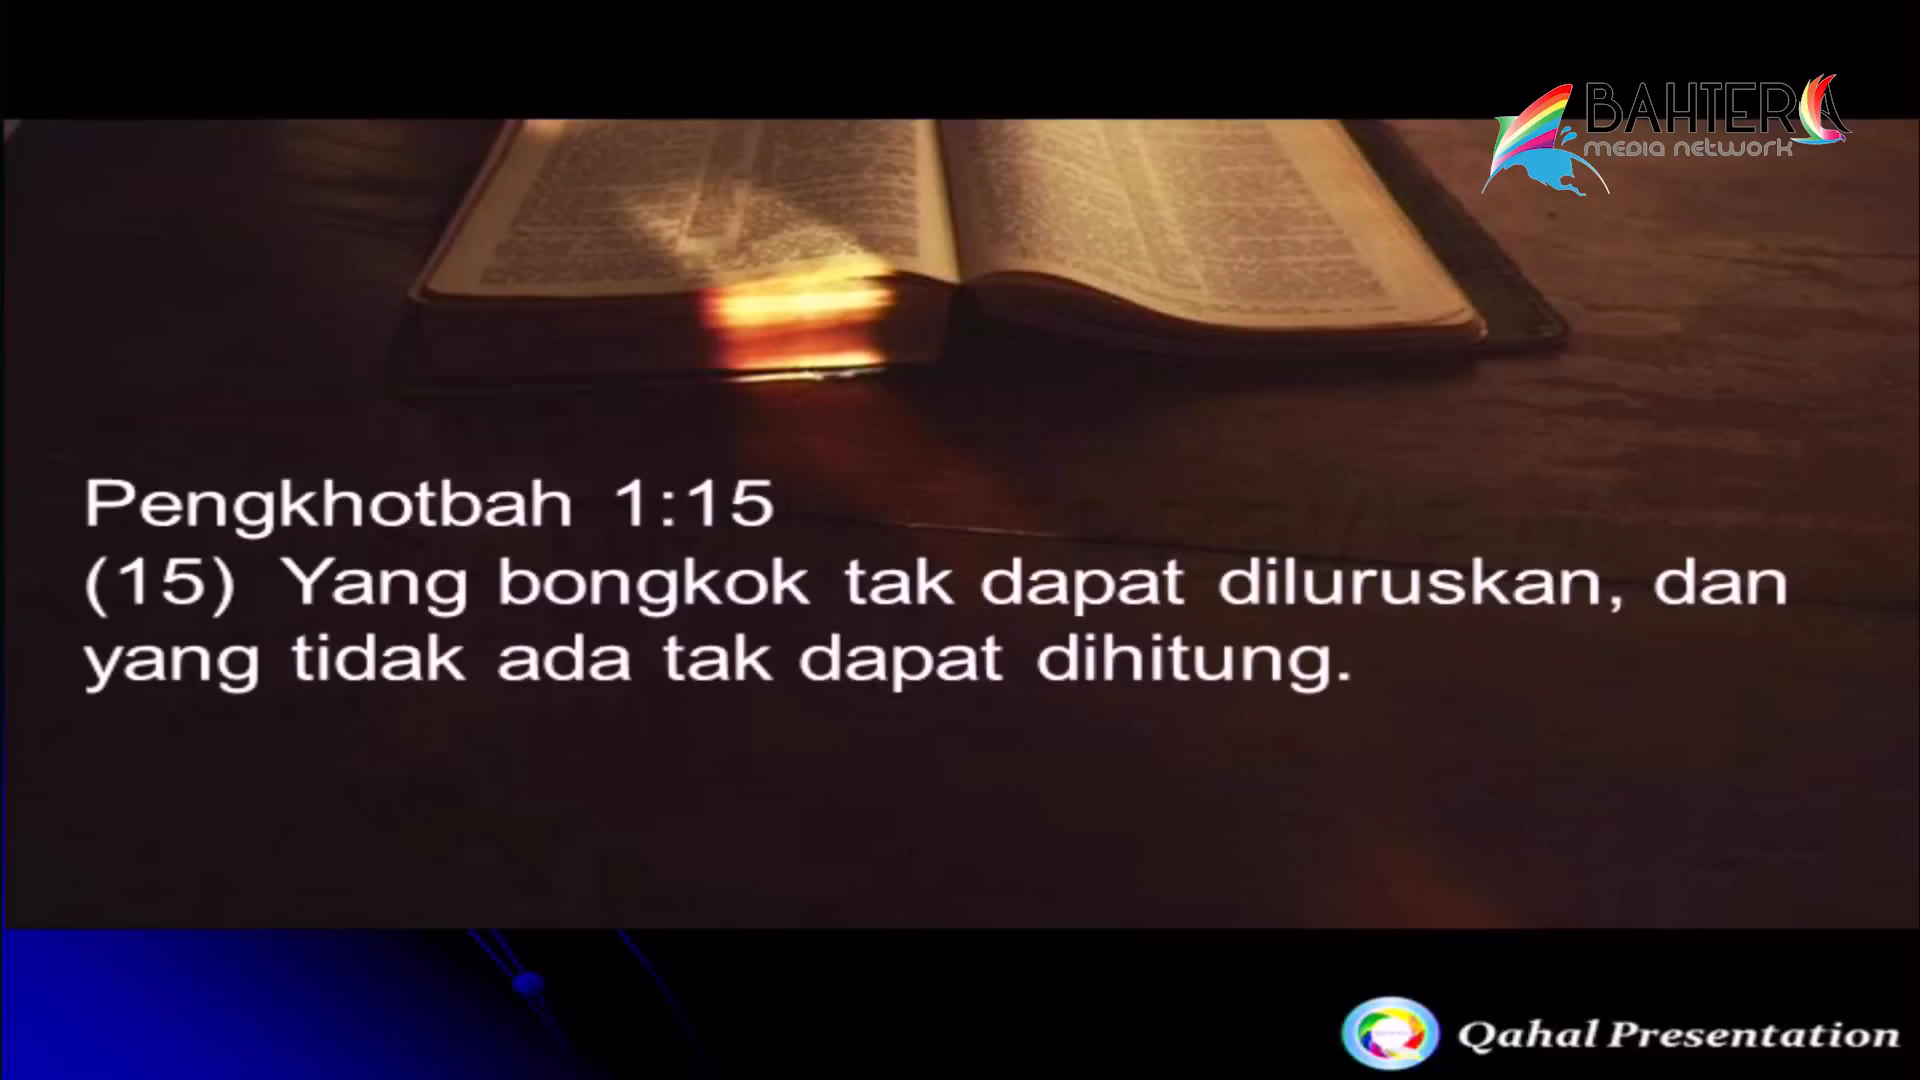 BAHTERA
MEDIA NETWORK
Pengkhotbah 1:15
(15) Yang bongkok tak dapat diluruskan, dan
yang tidak ada tak dapat dihitung.
Qahal Presentation